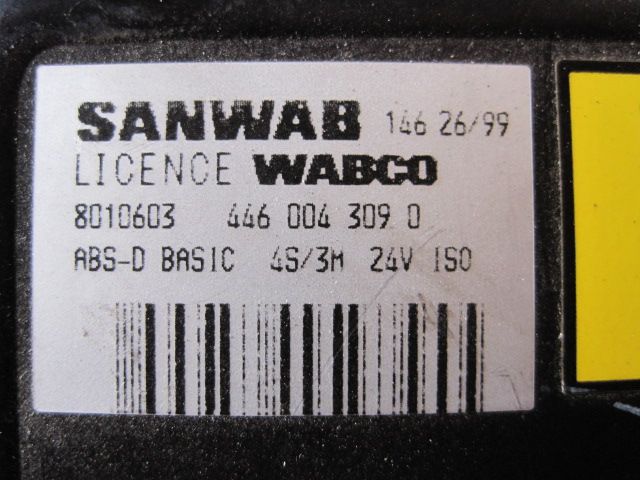 SANWAB 146 26/99
LICENCE WABCO
8010603 446 004 309 0
ABS-D BASIC 4S/3M 24V ISO